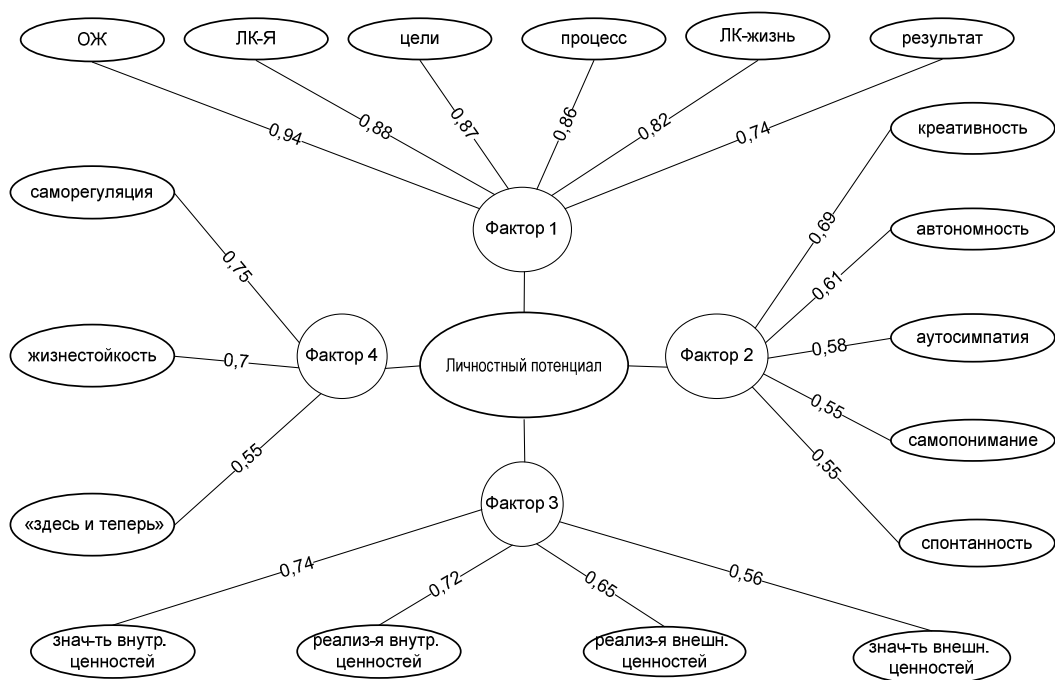 ОЖ
ЛК-Я
цели
процесс
ЛК-жизнь
результат
0,94
0,88
0,87
0,86
0,82
0,74
Фактор 1
саморегуляция
0,75
жизнестойкость
0,7
«здесь и теперь»
0,55
Фактор 4
Личностный потенциал
Фактор 2
0,69
креативность
0,61
автономность
0,58
аутосимпатия
0,55
самопонимание
0,55
спонтанность
Фактор 3
0,74
0,72
0,65
0,56
знач-ть внутр.
ценностей
реализ-я внутр.
ценностей
реализ-я внешн.
ценностей
знач-ть внешн.
ценностей